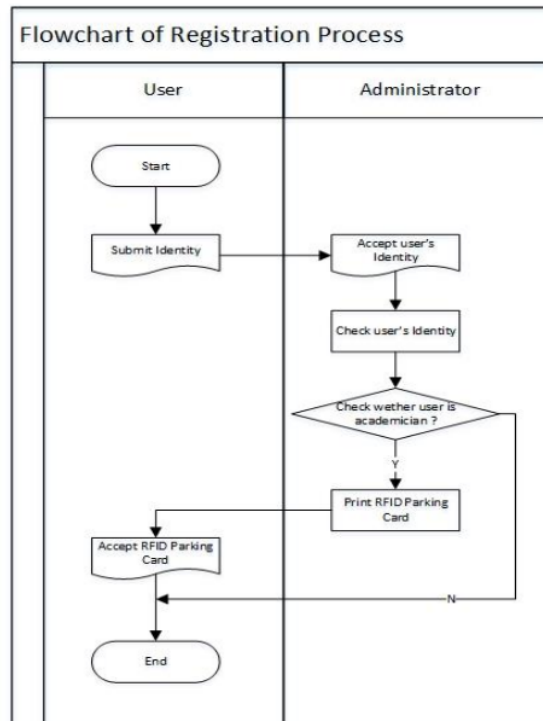 Flowchart of Registration Process
User
Administrator
Start
Submit Identity
Accept user's
Identity
Check user's Identity
Check wether user is
academician ?
Y
Print RFID Parking
Card
Accept RFID Parking
Card
N
End